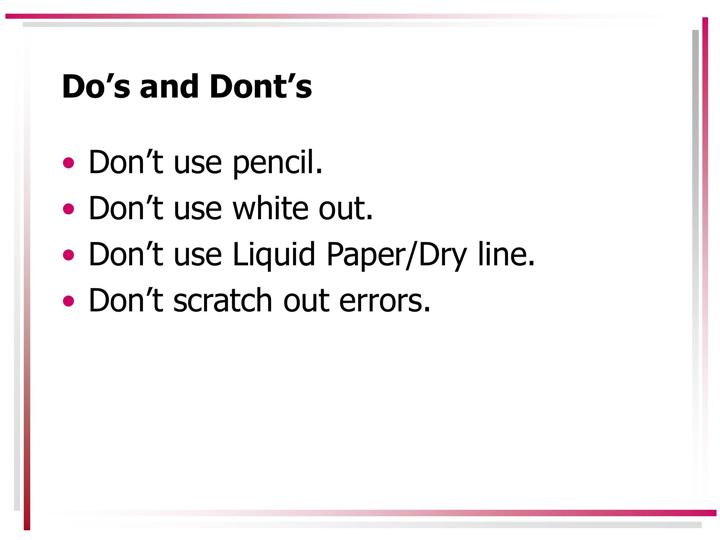 Do’s and Dont’s
• Don’t use pencil.
• Don’t use white out.
• Don’t use Liquid Paper/Dry line.
• Don’t scratch out errors.